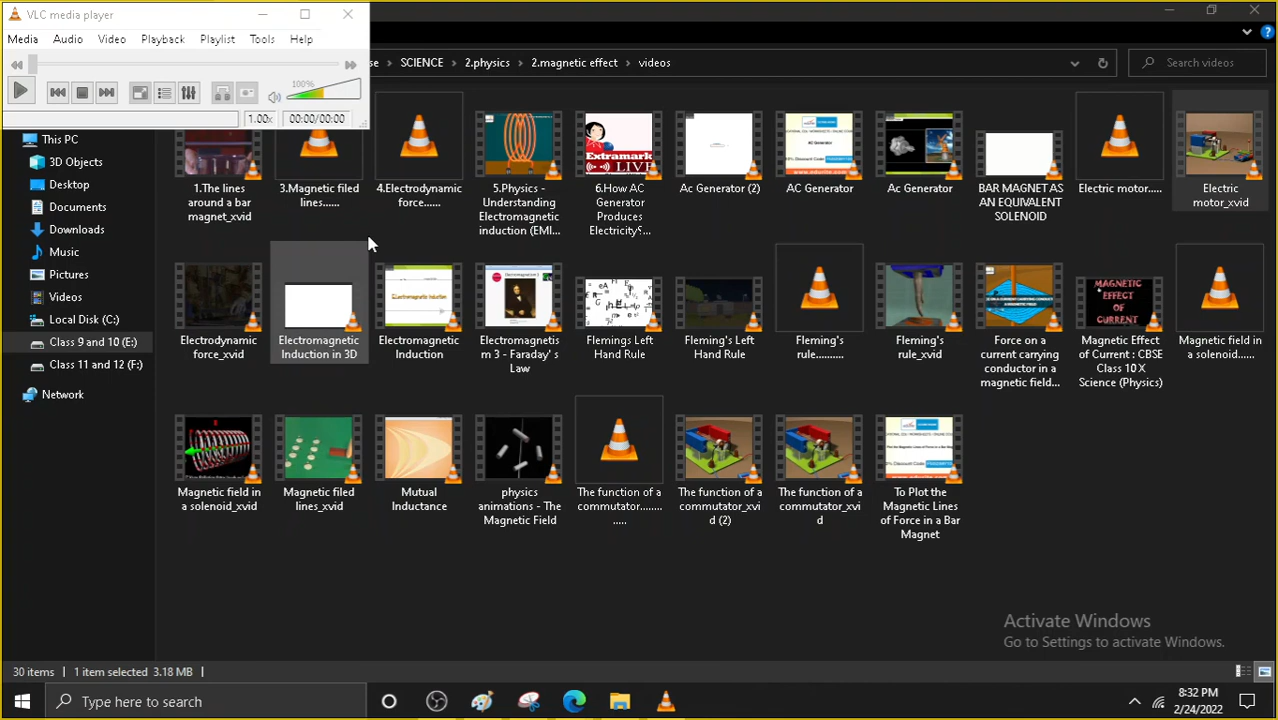 VLC media player
Media Audio Video Playback Playlist Tools Help
100%
1.00x 00:00/00:00
se > SCIENCE > 2.physics > 2.magnetic effect > videos
Search videos
This PC
3D Objects
Desktop
Documents
Downloads
Music
Pictures
Videos
Local Disk (C:)
Class 9 and 10 (E:)
Class 11 and 12 (F:)
Network
1.The lines
around a bar
magnet_xvid
3.Magnetic filed
lines......
4.Electrodynamic
force......
5.Physics -
Understanding
Electromagnetic
induction (EMI...
Extramark
LIVE
6.How AC
Generator
Produces
Electricity?...
Ac Generator (2)
AC Generator
AC Generator
Ac Generator
BAR MAGNET AS
AN EQUIVALENT
SOLENOID
Electric motor.....
Electric
motor_xvid
Electrodynamic
force_xvid
Electromagnetic
Induction in 3D
Electromagnetic Induction
Electromagnetic
Induction
Electromagnetism 3
Electromagnetis
m 3 - Faraday' s
Law
Flemings Left
Hand Rule
Fleming's Left
Hand Rule
Fleming's
rule..........
Fleming's
rule_xvid
Force on a
current carrying
conductor in a
magnetic field...
MAGNETIC
EFFECT
OF
CURRENT
Magnetic Effect
of Current : CBSE
Class 10 X
Science (Physics)
Magnetic field in
a solenoid......
Magnetic field in
a solenoid_xvid
Magnetic filed
lines_xvid
Mutual
Inductance
physics
animations - The
Magnetic Field
The function of a
commutator........
.....
The function of a
commutator_xvi
d (2)
The function of a
commutator_xvi
d
To Plot the
Magnetic Lines
of Force in a Bar
Magnet
Activate Windows
Go to Settings to activate Windows.
30 items 1 item selected 3.18 MB
Type here to search
8:32 PM
2/24/2022